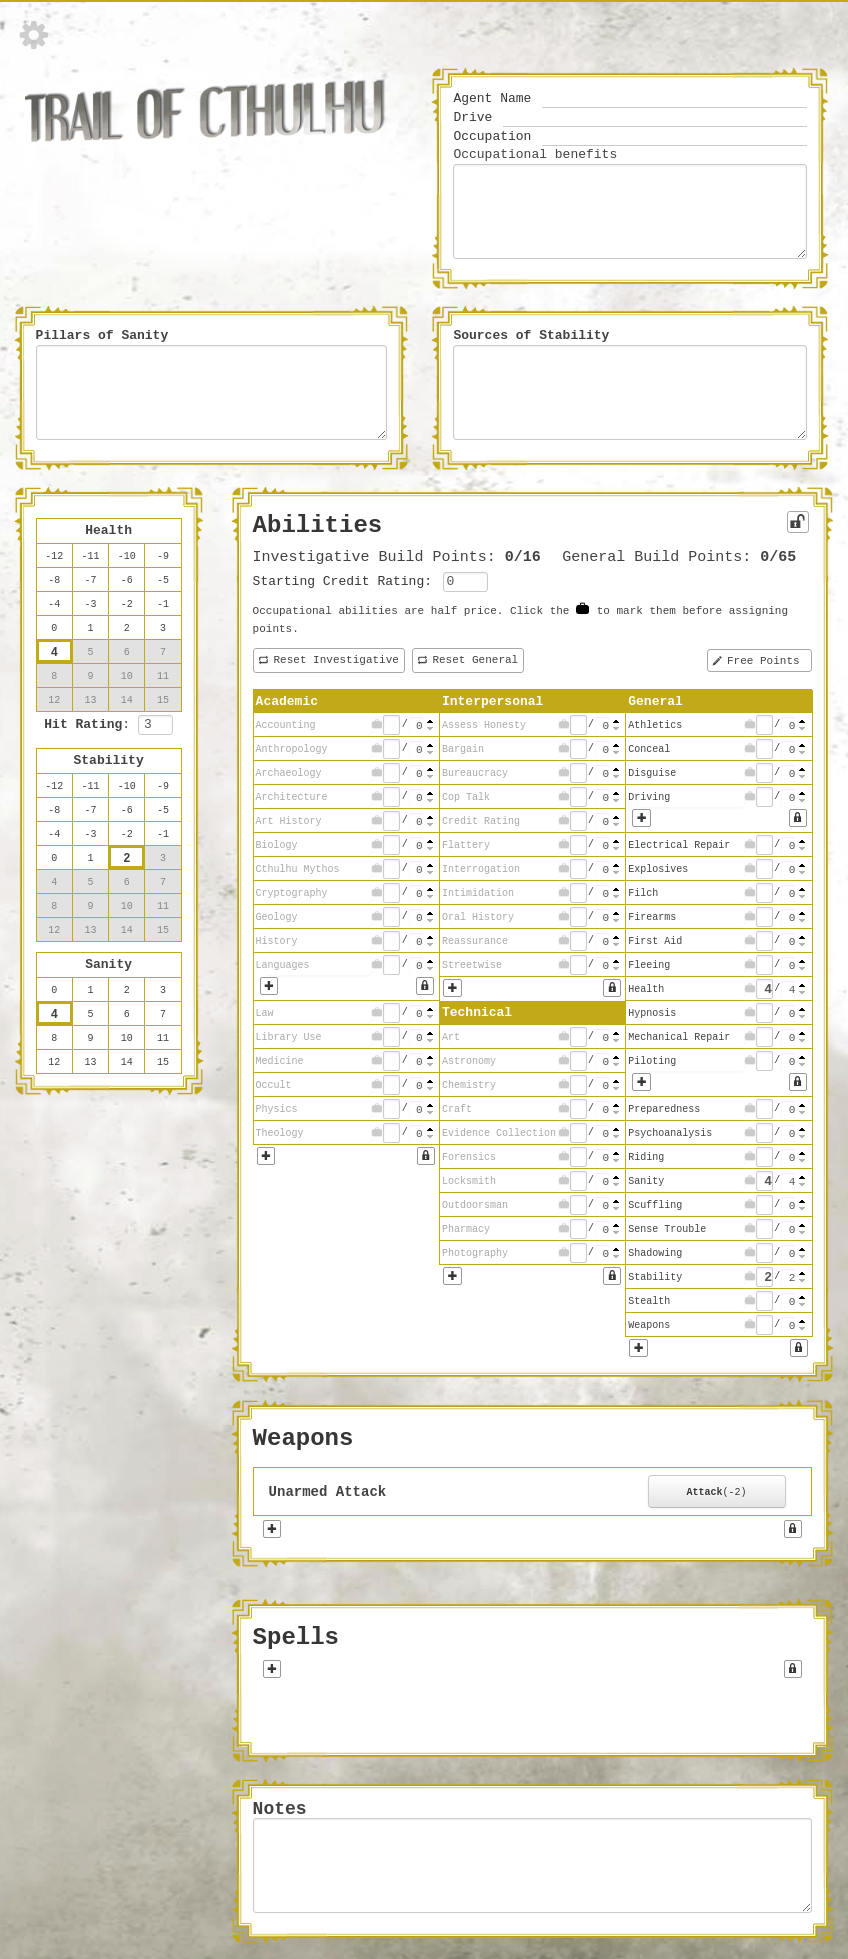 TRAIL OF CTHULHU
Agent Name
Drive
Occupation
Occupational benefits
Pillars of Sanity
Sources of Stability
Health
-12 -11 -10 -9
-8 -7 -6 -5
-4 -3 -2 -1
0 1 2 3
4 5 6 7
8 9 10 11
12 13 14 15
Hit Rating: 3
Stability
-12 -11 -10 -9
-8 -7 -6 -5
-4 -3 -2 -1
0 1 2 3
4 5 6 7
8 9 10 11
12 13 14 15
Sanity
0 1 2 3
4 5 6 7
8 9 10 11
12 13 14 15
Abilities
Investigative Build Points: 0/16 General Build Points: 0/65
Starting Credit Rating: 0
Occupational abilities are half price. Click the to mark them before assigning
points.
Reset Investigative Reset General Free Points
Academic
Accounting / 0
Anthropology / 0
Archaeology / 0
Architecture / 0
Art History / 0
Biology / 0
Cthulhu Mythos / 0
Cryptography / 0
Geology / 0
History / 0
Languages / 0
Law / 0
Library Use / 0
Medicine / 0
Occult / 0
Physics / 0
Theology / 0
Interpersonal
Assess Honesty / 0
Bargain / 0
Bureaucracy / 0
Cop Talk / 0
Credit Rating / 0
Flattery / 0
Interrogation / 0
Intimidation / 0
Oral History / 0
Reassurance / 0
Streetwise / 0
Technical
Art / 0
Astronomy / 0
Chemistry / 0
Craft / 0
Evidence Collection / 0
Forensics / 0
Locksmith / 0
Outdoorsman / 0
Pharmacy / 0
Photography / 0
General
Athletics / 0
Conceal / 0
Disguise / 0
Driving / 0
Electrical Repair / 0
Explosives / 0
Filch / 0
Firearms / 0
First Aid / 0
Fleeing / 0
Health 4 / 4
Hypnosis / 0
Mechanical Repair / 0
Piloting / 0
Preparedness / 0
Psychoanalysis / 0
Riding / 0
Sanity 4 / 4
Scuffling / 0
Sense Trouble / 0
Shadowing / 0
Stability 2 / 2
Stealth / 0
Weapons / 0
Weapons
Unarmed Attack Attack(-2)
Spells
Notes